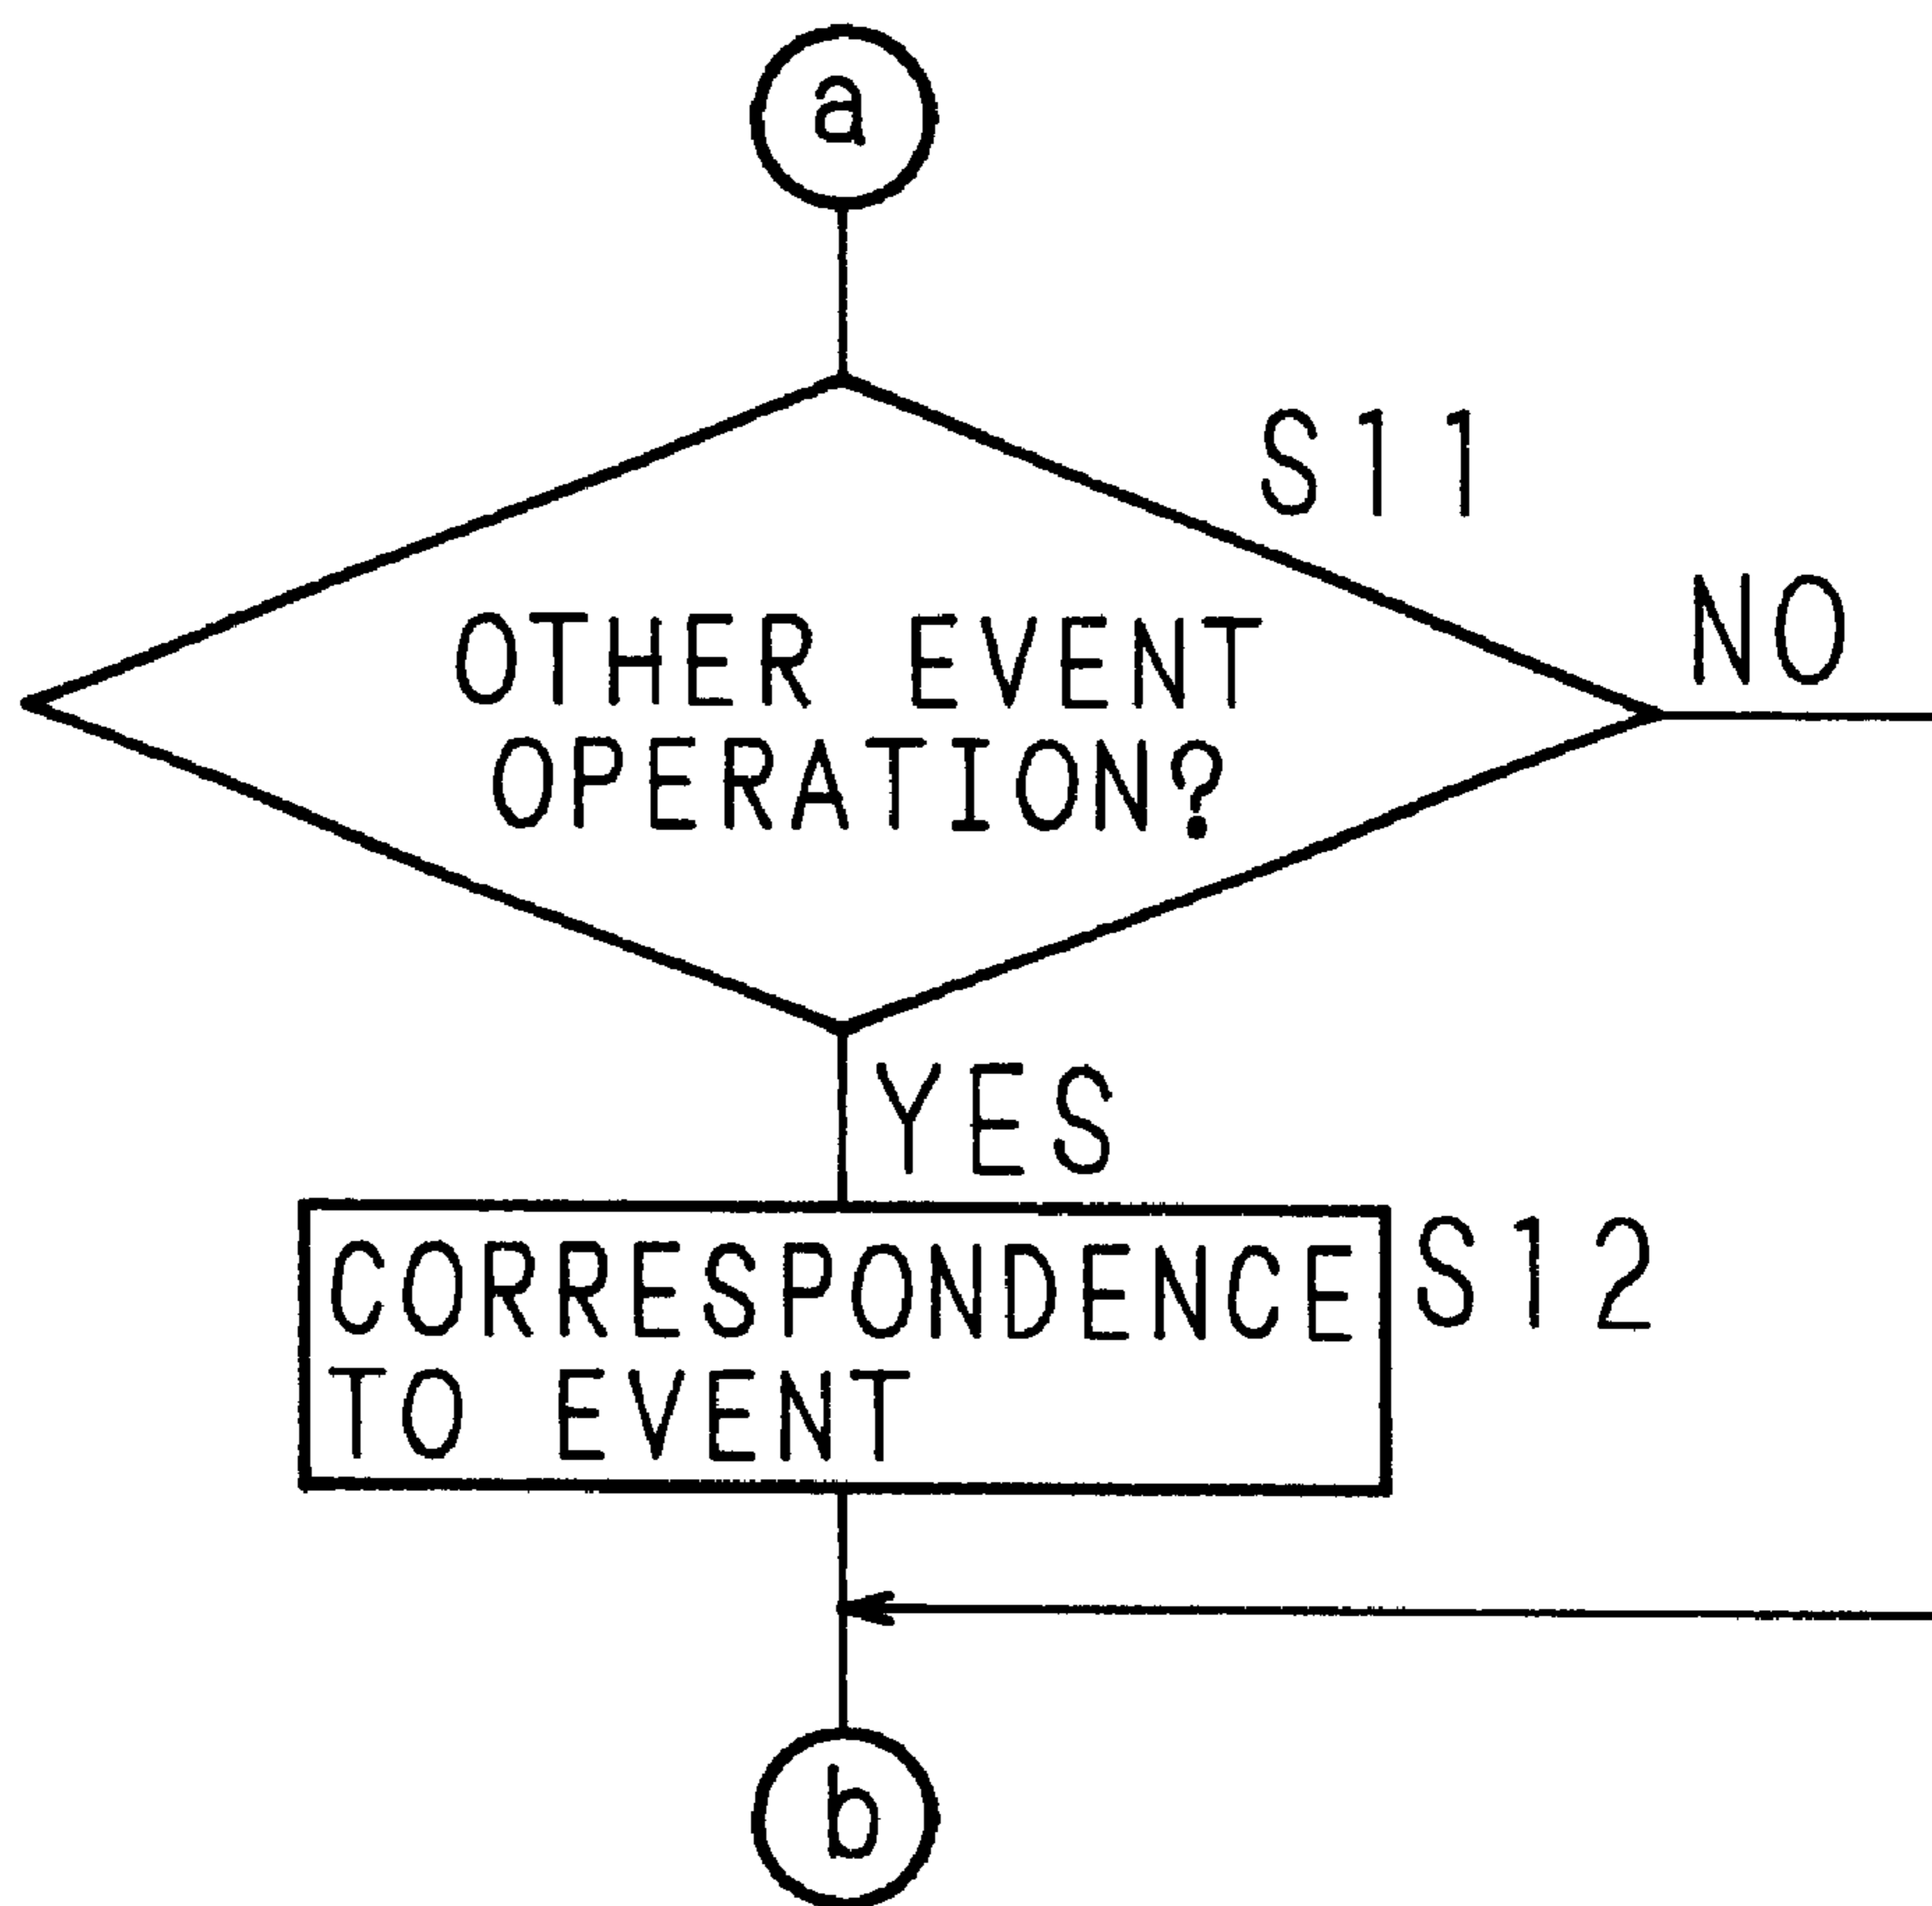 a
S11
OTHER EVENT
OPERATION?
NO
YES
CORRESPONDENCE
TO EVENT
S12
b